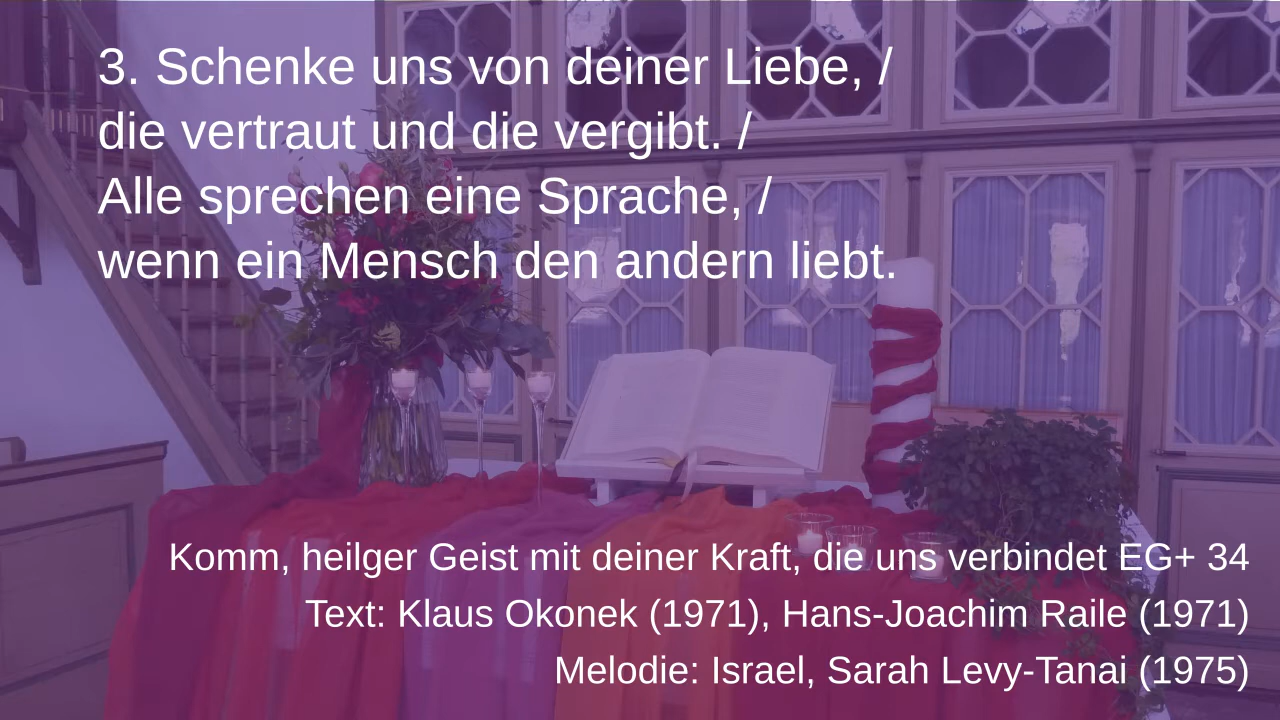 3. Schenke uns von deiner Liebe, /
die vertraut und die vergibt. /
Alle sprechen eine Sprache, /
wenn ein Mensch den andern liebt.
Komm, heilger Geist mit deiner Kraft, die uns verbindet EG+ 34
Text: Klaus Okonek (1971), Hans-Joachim Raile (1971)
Melodie: Israel, Sarah Levy-Tanai (1975)